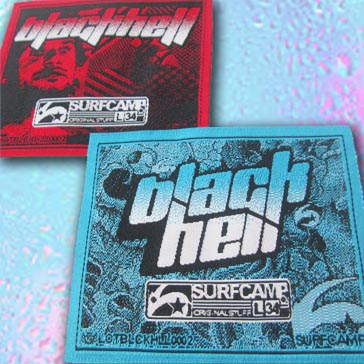 blackhell
SURFCAMP
ORIGINAL STUFF L 34
black
hell
SURFCAMP
ORIGINAL STUFF L 34
SURFCAMP